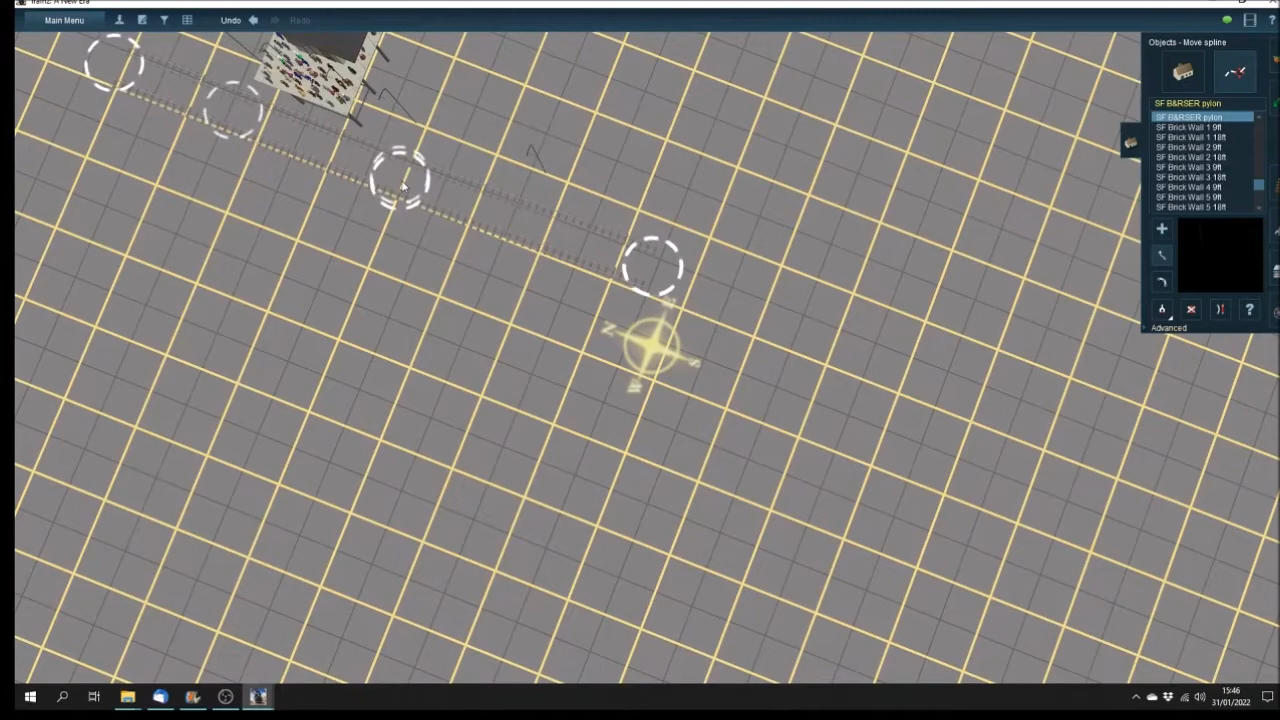 Trainz: A New Era
Main Menu
Undo
Redo
?
Objects - Move spline
SF B&RSER pylon
SF B&RSER pylon
SF Brick Wall 1 9ft
SF Brick Wall 1 18ft
SF Brick Wall 2 9ft
SF Brick Wall 2 18ft
SF Brick Wall 3 9ft
SF Brick Wall 3 18ft
SF Brick Wall 4 9ft
SF Brick Wall 5 9ft
SF Brick Wall 5 18ft
?
Advanced
N
S
W
15:46
31/01/2022